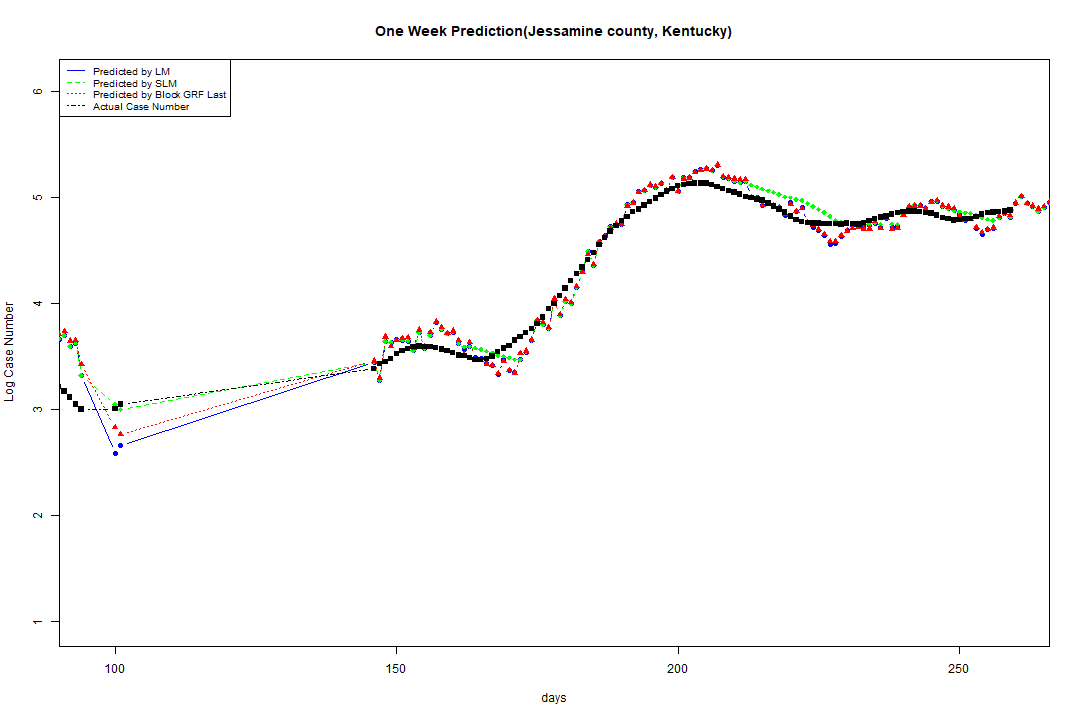 One Week Prediction(Jessamine county, Kentucky)
Predicted by LM
Predicted by SLM
Predicted by Block GRF Last
Actual Case Number
6
5
4
3
2
1
Log Case Number
100 150 200 250
days